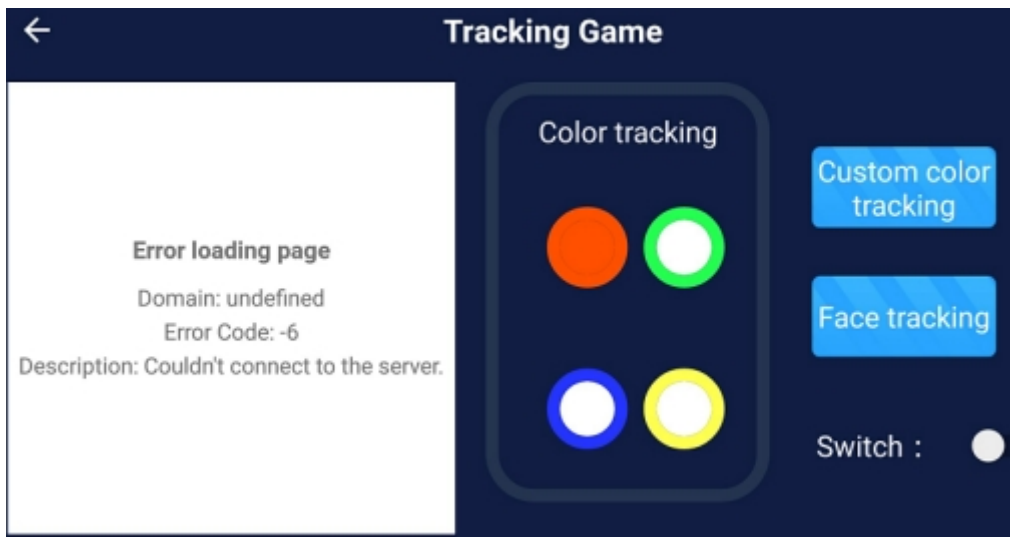 Tracking Game
Error loading page
Domain: undefined
Error Code: -6
Description: Couldn't connect to the server.
Color tracking
Custom color
tracking
Face tracking
Switch :